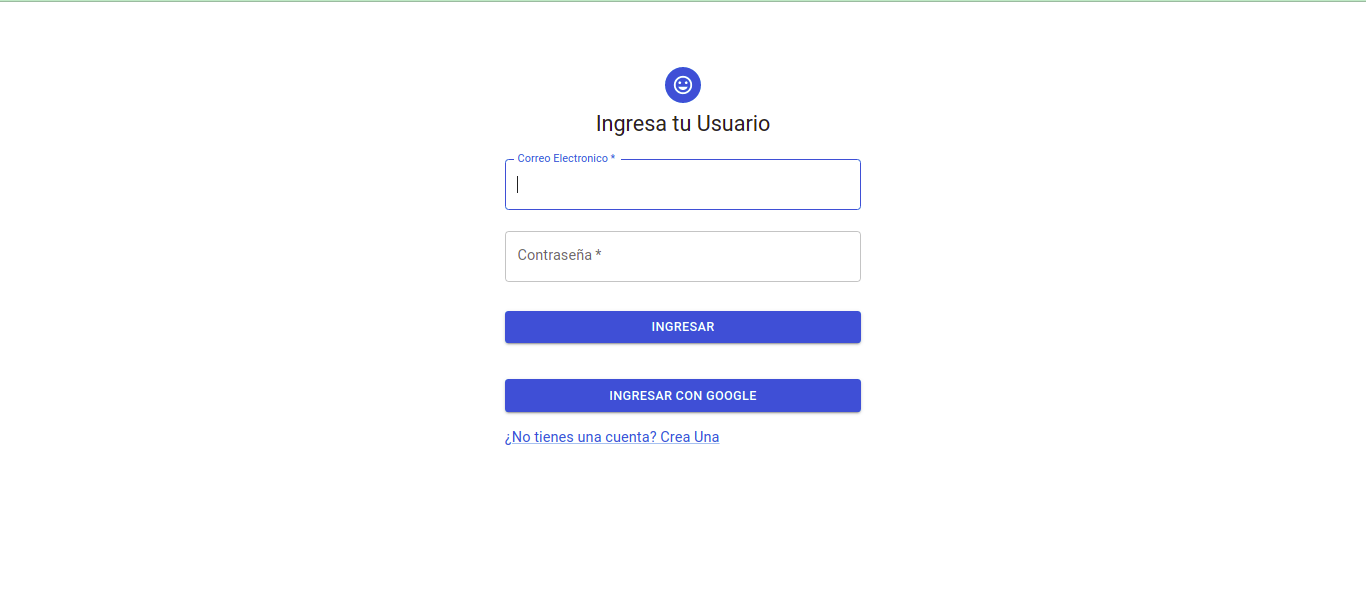 Ingresa tu Usuario
Correo Electronico *
Contraseña *
INGRESAR
INGRESAR CON GOOGLE
¿No tienes una cuenta? Crea Una